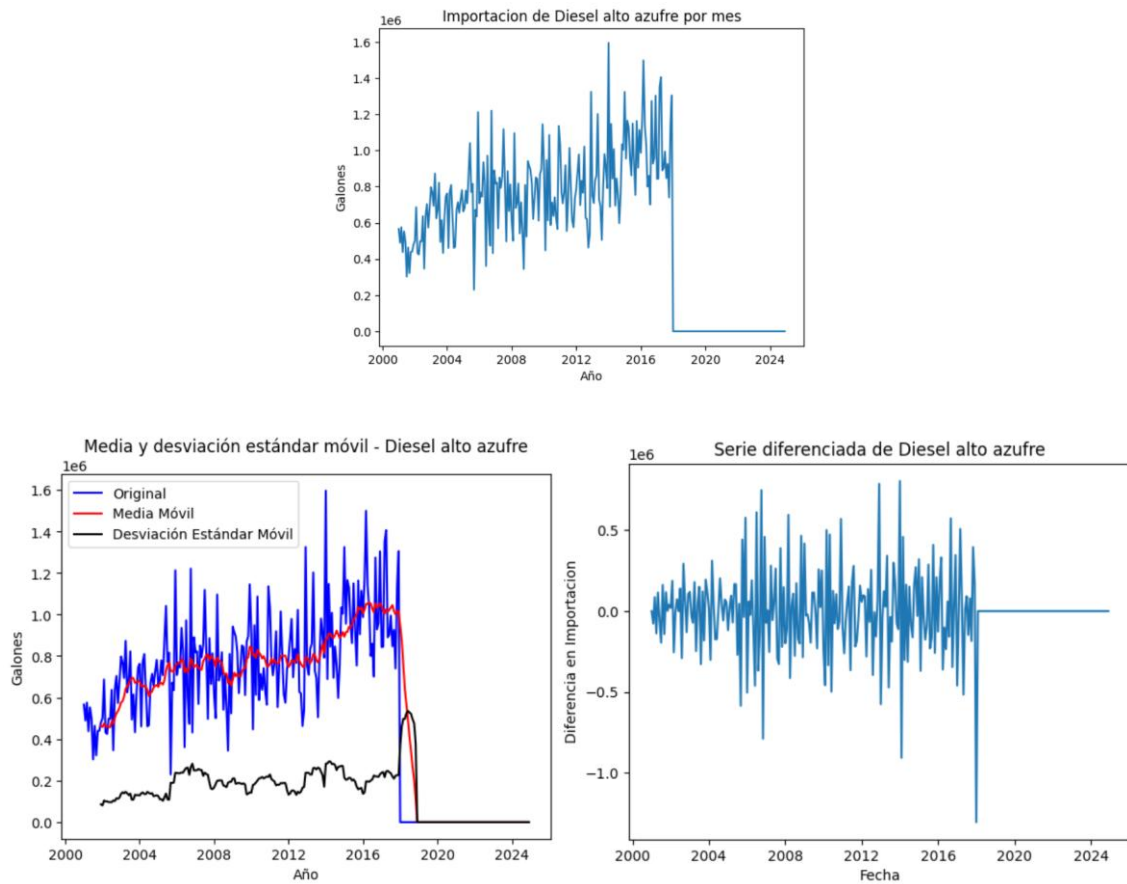 Importacion de Diesel alto azufre por mes
1e6
1.6
1.4
1.2
1.0
0.8
0.6
0.4
0.2
0.0
Galones
2000 2004 2008 2012 2016 2020 2024
Año
Media y desviación estándar móvil - Diesel alto azufre
1e6
Original
Media Móvil
Desviación Estándar Móvil
1.6
1.4
1.2
1.0
0.8
0.6
0.4
0.2
0.0
Galones
2000 2004 2008 2012 2016 2020 2024
Año
Serie diferenciada de Diesel alto azufre
1e6
0.5
0.0
−0.5
−1.0
Diferencia en Importacion
2000 2004 2008 2012 2016 2020 2024
Fecha